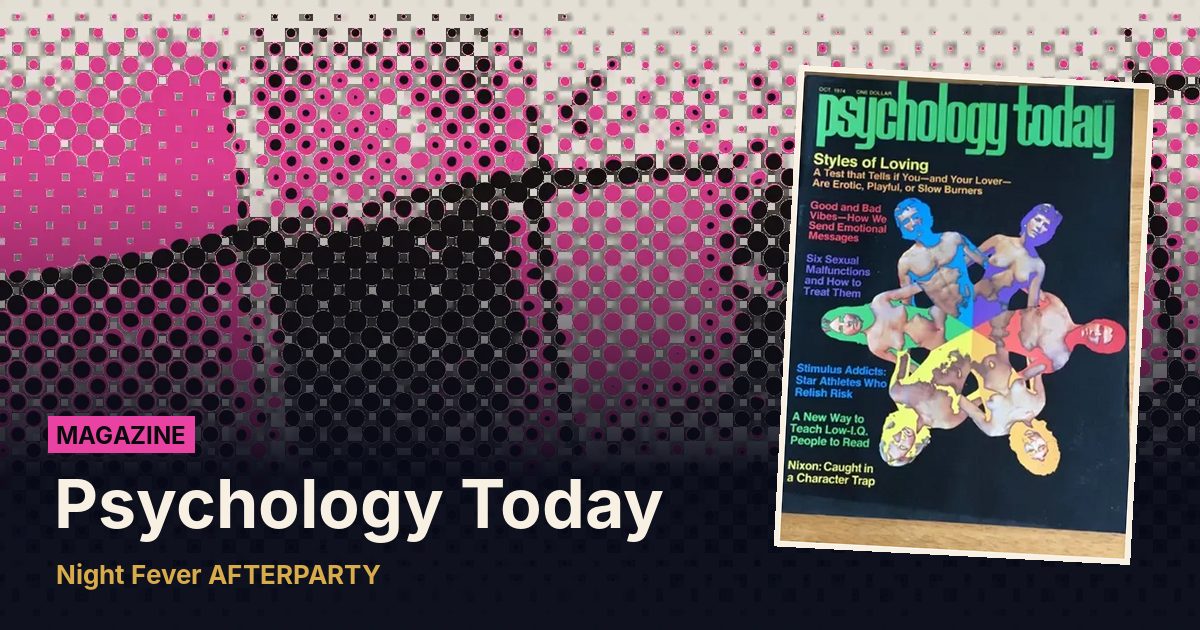 MAGAZINE
Psychology Today
Night Fever AFTERPARTY
OCT. 1974 ONE DOLLAR
psychology today
Styles of Loving
A Test that Tells if You—and Your Lover—
Are Erotic, Playful, or Slow Burners
Good and Bad
Vibes—How We
Send Emotional
Messages
Six Sexual
Malfunctions
and How to
Treat Them
Stimulus Addicts:
Star Athletes Who
Relish Risk
A New Way to
Teach Low-I.Q.
People to Read
Nixon: Caught in
a Character Trap